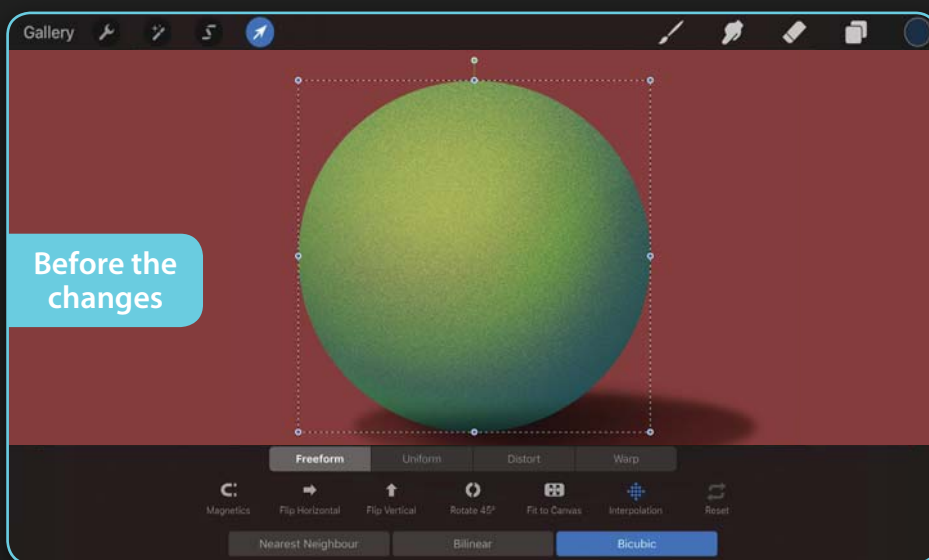 Gallery
Before the
changes
Freeform Uniform Distort Warp
Magnetics Flip Horizontal Flip Vertical Rotate 45° Fit to Canvas Interpolation Reset
Nearest Neighbour Bilinear Bicubic